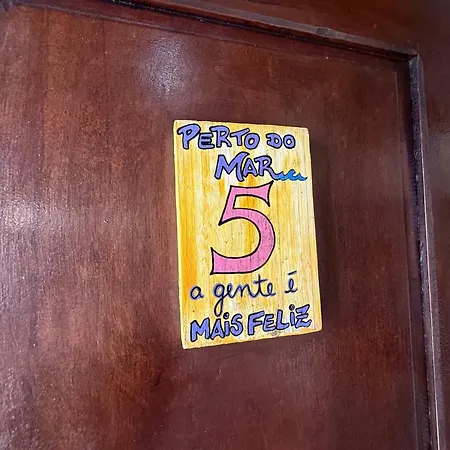 PERTO DO
MAR
5
a gente é
MAIS FELIZ